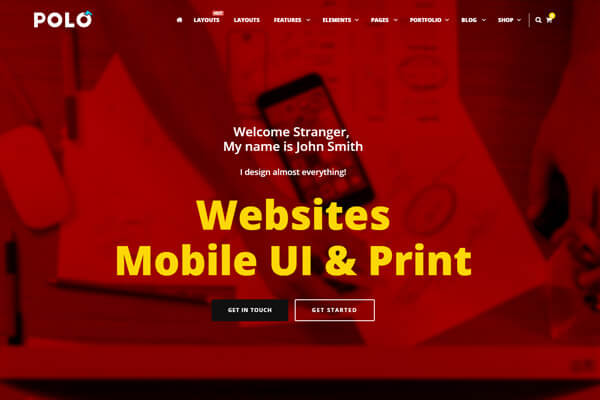 POLO
HOT
LAYOUTS
LAYOUTS
FEATURES
ELEMENTS
PAGES
PORTFOLIO
BLOG
SHOP
Welcome Stranger,
My name is John Smith
I design almost everything!
Websites
Mobile UI & Print
GET IN TOUCH
GET STARTED